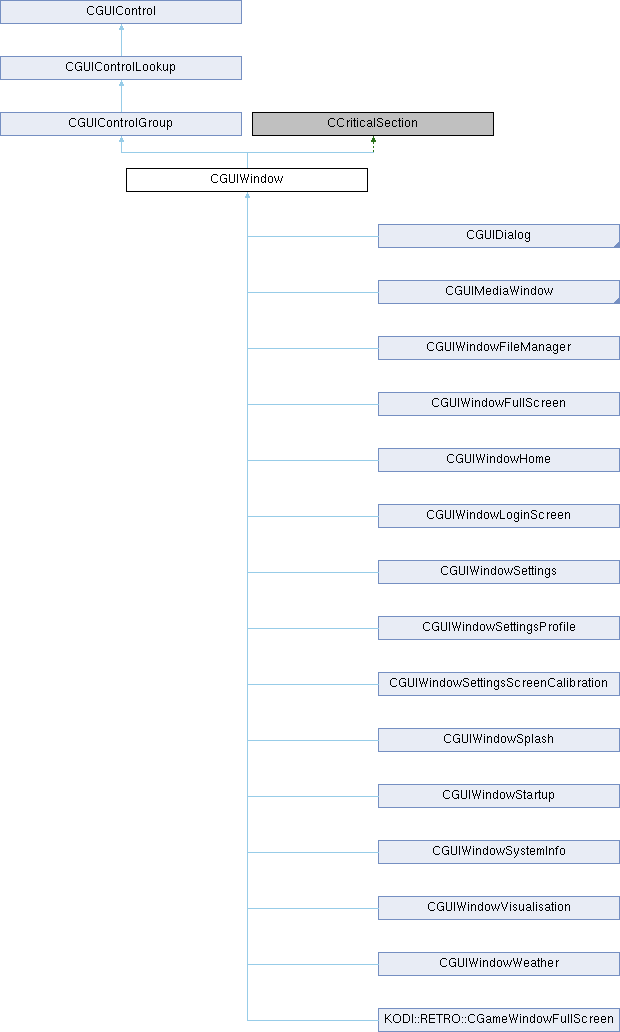 CGUIControl
CGUIControlLookup
CGUIControlGroup
CCriticalSection
CGUIWindow
CGUIDialog
CGUIMediaWindow
CGUIWindowFileManager
CGUIWindowFullScreen
CGUIWindowHome
CGUIWindowLoginScreen
CGUIWindowSettings
CGUIWindowSettingsProfile
CGUIWindowSettingsScreenCalibration
CGUIWindowSplash
CGUIWindowStartup
CGUIWindowSystemInfo
CGUIWindowVisualisation
CGUIWindowWeather
KODI::RETRO::CGameWindowFullScreen